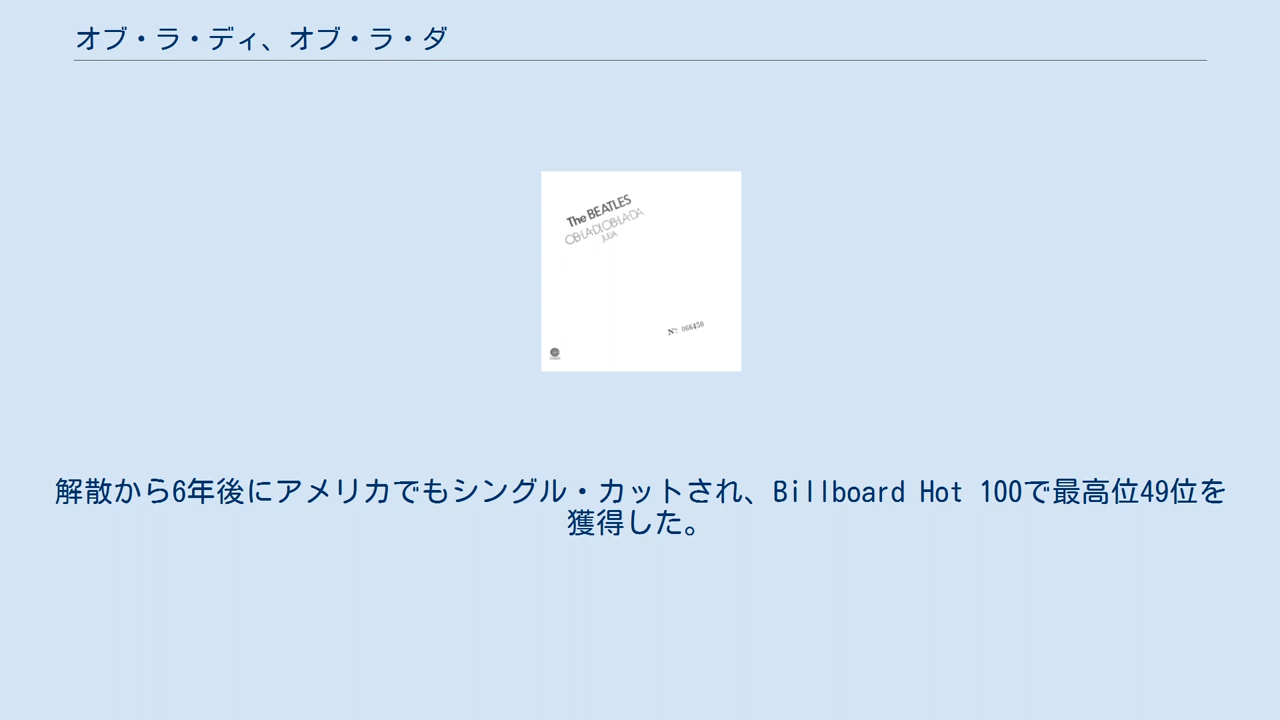 オブ・ラ・ディ、オブ・ラ・ダ
The BEATLES
OB-LA-DI,OB-LA-DA
JULIA
Nº 066450
解散から6年後にアメリカでもシングル・カットされ、Billboard Hot 100で最高位49位を
獲得した。